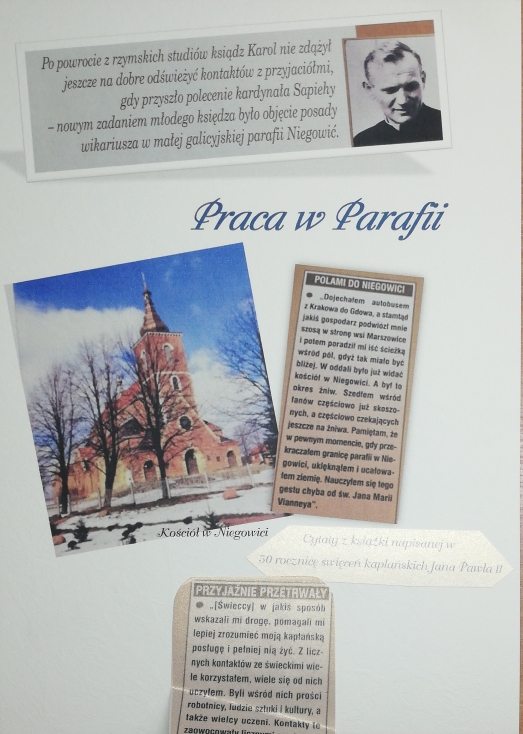 Po powrocie z rzymskich studiów ksiądz Karol nie zdążył
jeszcze na dobre odświeżyć kontaktów z przyjaciółmi,
gdy przyszło polecenie kardynała Sapiehy
– nowym zadaniem młodego księdza było objęcie posady
wikariusza w małej galicyjskiej parafii Niegowić.
Praca w Parafii
POLAMI DO NIEGOWICI
● „Dojechałem autobusem
z Krakowa do Gdowa, a stamtąd
jakiś gospodarz podwiózł mnie
szosą w stronę wsi Marszowice
i potem poradził mi iść ścieżką
wśród pól, gdyż tak miało być
bliżej. W oddali było już widać
kościół w Niegowici. A był to
okres żniw. Szedłem wśród
łanów częściowo już skoszo-
nych, a częściowo czekających
jeszcze na żniwa. Pamiętam, że
w pewnym momencie, gdy prze-
kraczałem granicę parafii w Nie-
gowici, ukląknąłem i ucałowa-
łem ziemię. Nauczyłem się tego
gestu chyba od św. Jana Marii
Vianneya".
Kościół w Niegowici
Cytaty z książki napisanej w
50 rocznicę święceń kapłańskich Jana Pawła II
PRZYJAŹNIE PRZETRWAŁY
● „[Świeccy] w jakiś sposób
wskazali mi drogę, pomagali mi
lepiej zrozumieć moją kapłańską
posługę i pełniej nią żyć. Z licz-
nych kontaktów ze świeckimi wie-
le korzystałem, wiele się od nich
uczyłem. Byli wśród nich prości
robotnicy, ludzie sztuki i kultury, a
także wielcy uczeni. Kontakty te
zaowocowały licznymi